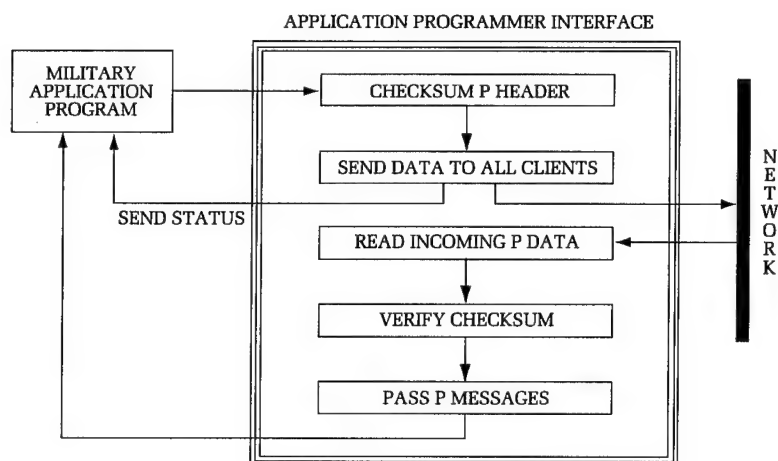 APPLICATION PROGRAMMER INTERFACE
MILITARY
APPLICATION
PROGRAM
CHECKSUM P HEADER
SEND DATA TO ALL CLIENTS
SEND STATUS
READ INCOMING P DATA
VERIFY CHECKSUM
PASS P MESSAGES
NETWORK